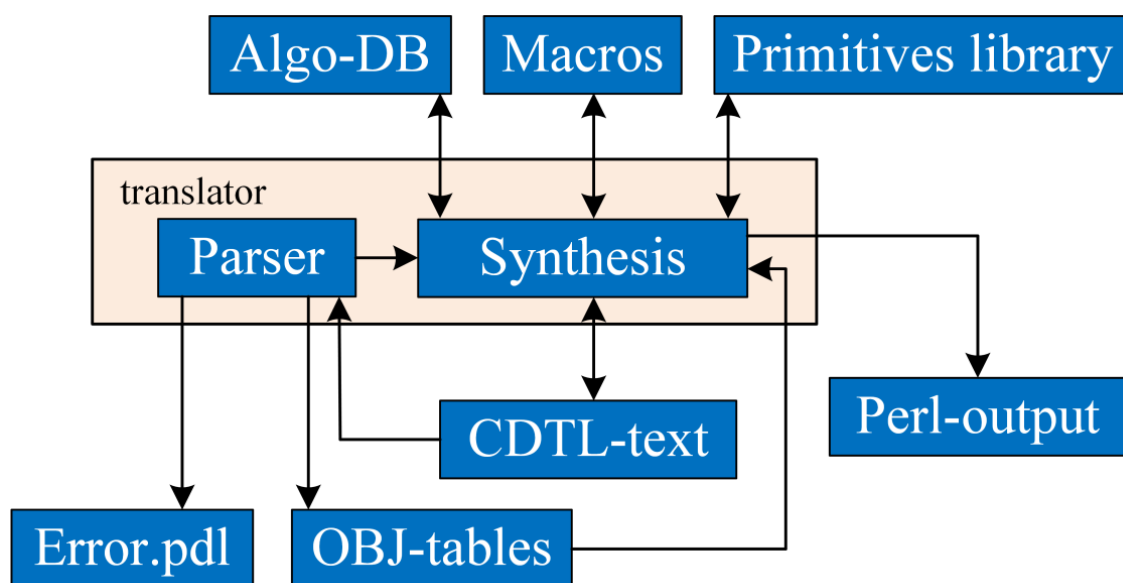 Algo-DB
Macros
Primitives library
translator
Parser
Synthesis
CDTL-text
Perl-output
Error.pdl
OBJ-tables